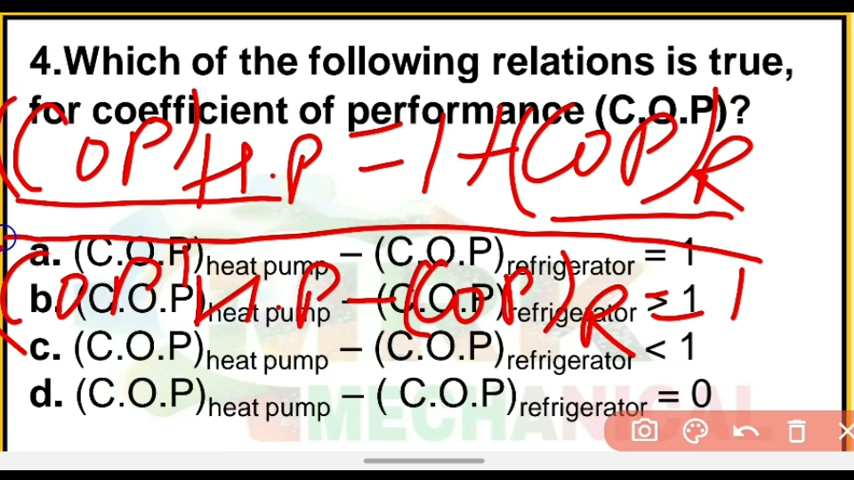 4.Which of the following relations is true,
for coefficient of performance (C.O.P)?
(COP)H.P = 1 + (COP)R
a. (C.O.P)heat pump – (C.O.P)refrigerator = 1
(COP)H.P – (COP)R = 1
b. (C.O.P)heat pump – (C.O.P)refrigerator > 1
c. (C.O.P)heat pump – (C.O.P)refrigerator < 1
d. (C.O.P)heat pump – ( C.O.P)refrigerator = 0
MECHANICAL